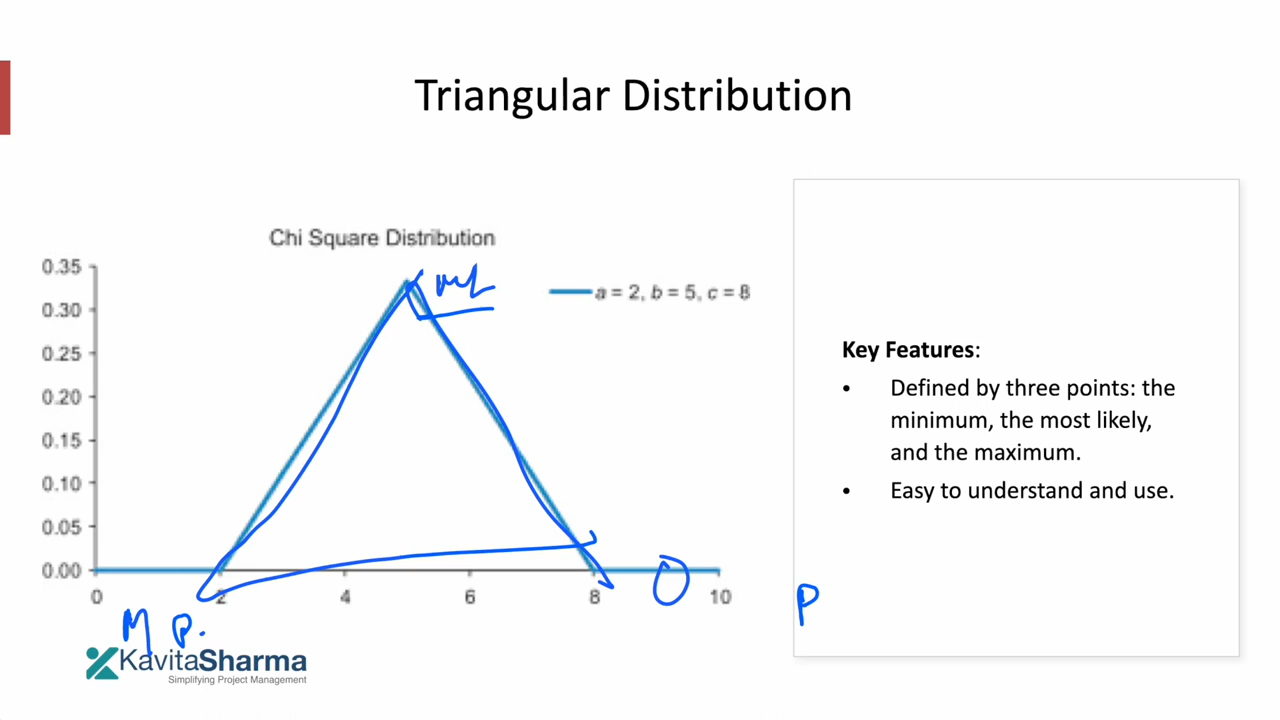 Triangular Distribution
Chi Square Distribution
0.35
0.30
0.25
0.20
0.15
0.10
0.05
0.00
a = 2, b = 5, c = 8
ML
0 2 4 6 8 10
O
M P.
P
Key Features:
• Defined by three points: the
minimum, the most likely,
and the maximum.
• Easy to understand and use.
KavitaSharma
Simplifying Project Management